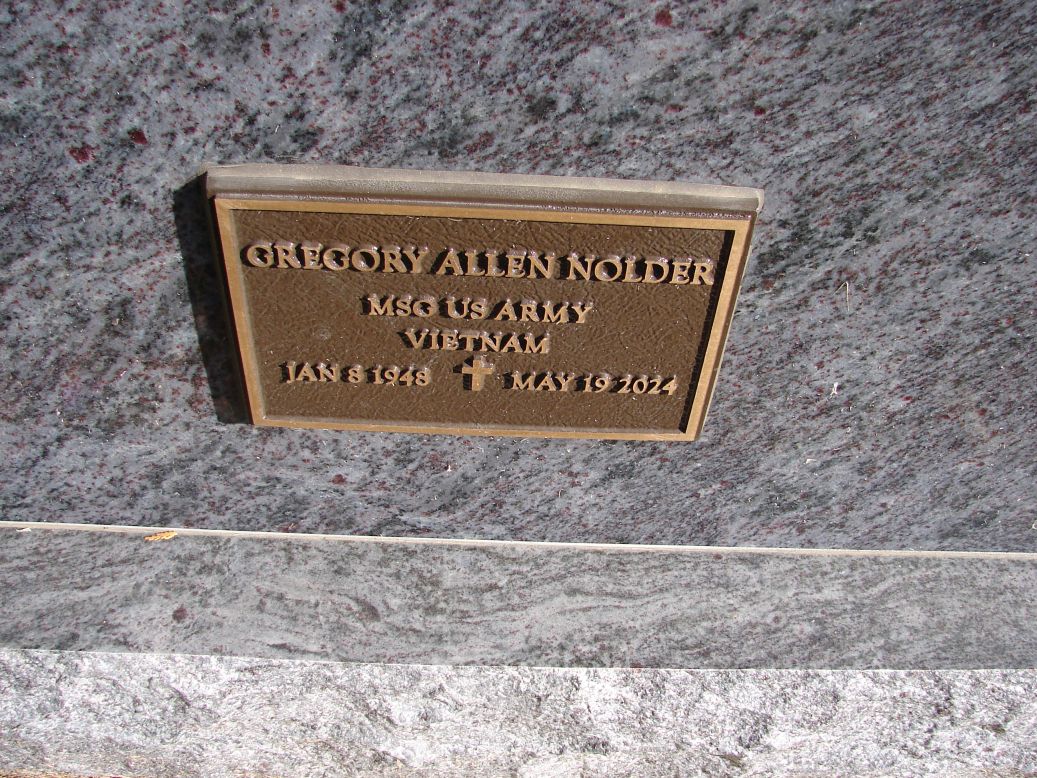 GREGORY ALLEN NOLDER
MSG US ARMY
VIETNAM
JAN 8 1948 MAY 19 2024